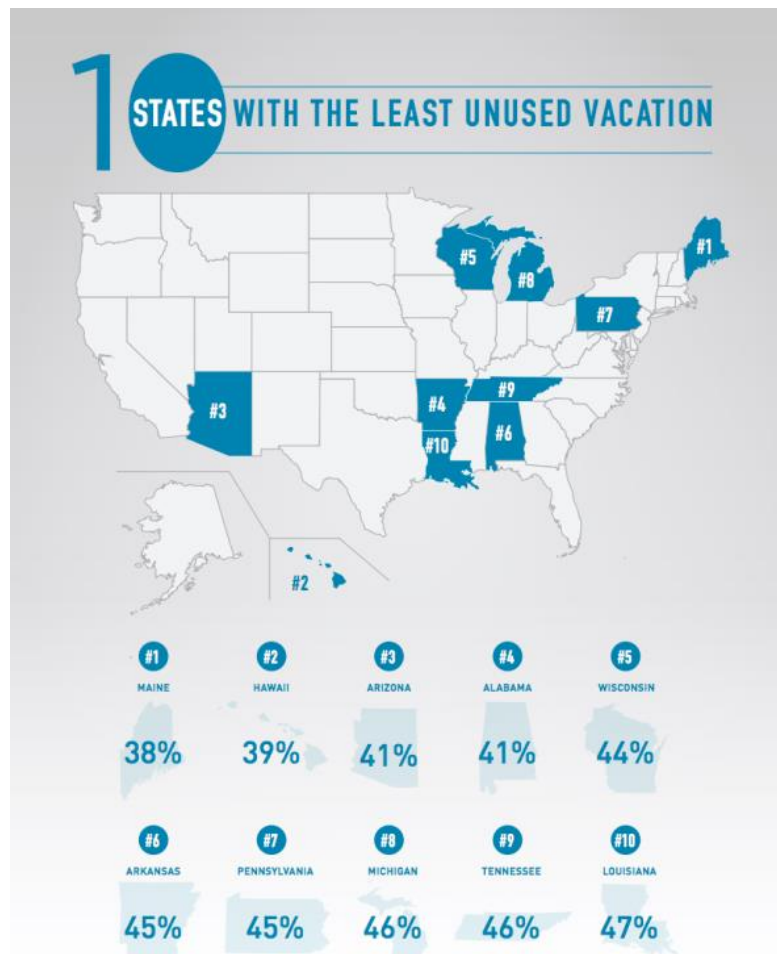 10 STATES WITH THE LEAST UNUSED VACATION
#1
#5
#8
#7
#9
#3
#4
#6
#10
#2
#1 #2 #3 #4 #5
MAINE HAWAII ARIZONA ALABAMA WISCONSIN
38% 39% 41% 41% 44%
#6 #7 #8 #9 #10
ARKANSAS PENNSYLVANIA MICHIGAN TENNESSEE LOUISIANA
45% 45% 46% 46% 47%